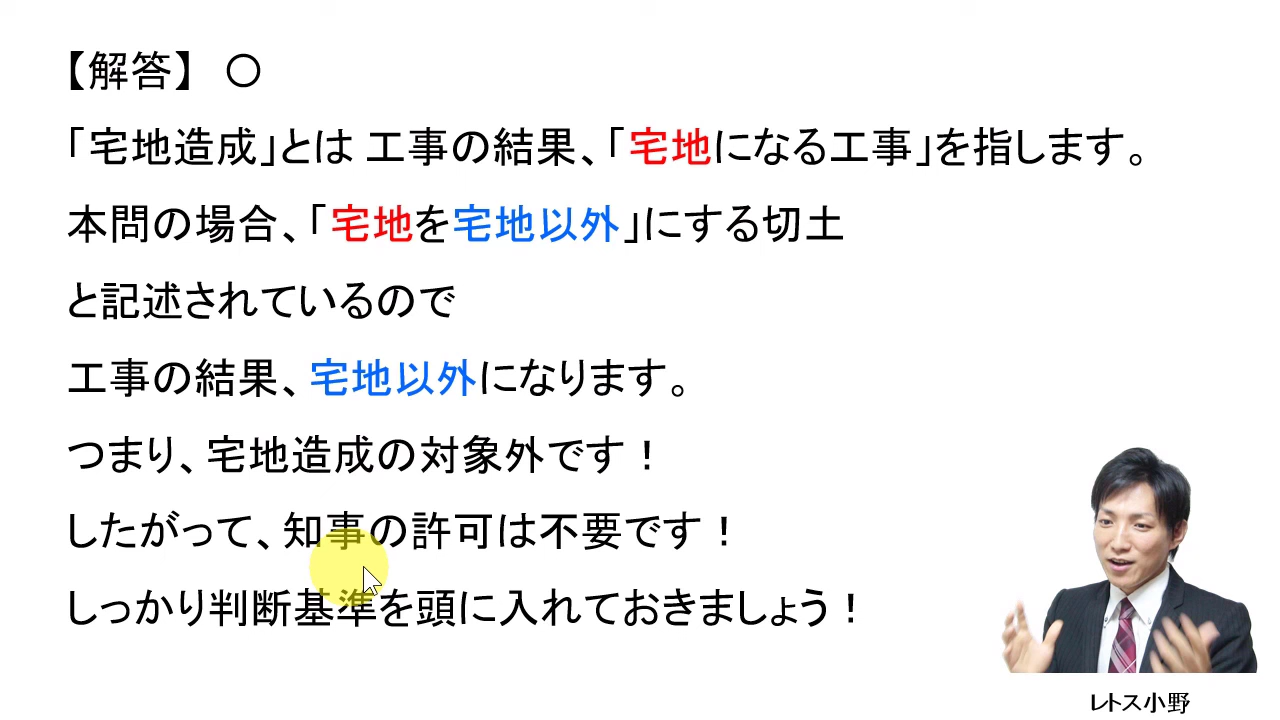 【解答】 ○
「宅地造成」とは 工事の結果、「宅地になる工事」を指します。
本問の場合、「宅地を宅地以外」にする切土
と記述されているので
工事の結果、宅地以外になります。
つまり、宅地造成の対象外です！
したがって、知事の許可は不要です！
しっかり判断基準を頭に入れておきましょう！
レトス小野